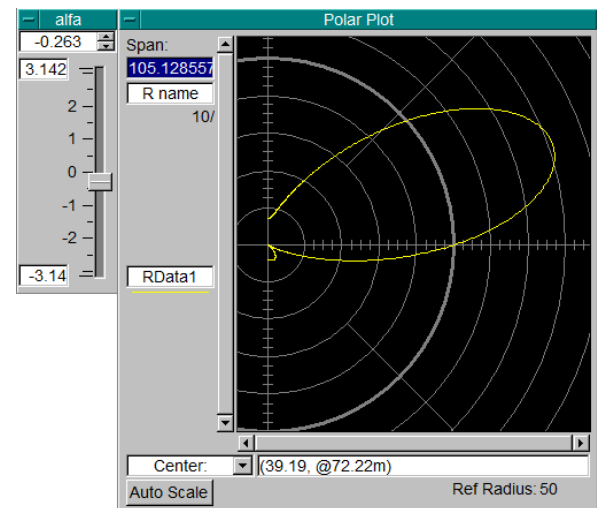 alfa
-0.263
3.142
2
1
0
-1
-2
-3.14
Polar Plot
Span:
105.128557
R name
10/
RData1
Center:
(39.19, @72.22m)
Auto Scale
Ref Radius: 50